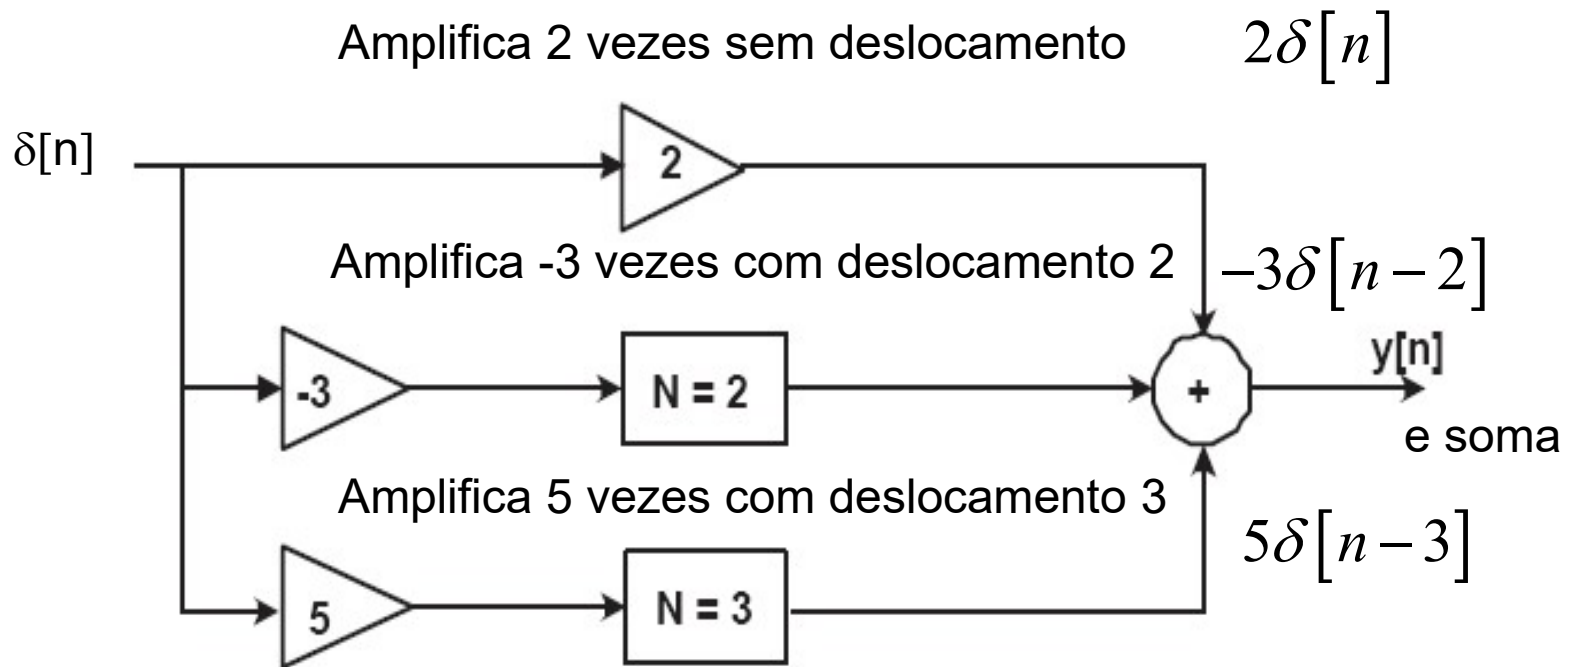 Amplifica 2 vezes sem deslocamento 2δ[n]
δ[n]
2
Amplifica -3 vezes com deslocamento 2 −3δ[n−2]
y[n]
-3 N = 2 +
e soma
Amplifica 5 vezes com deslocamento 3
5δ[n−3]
5 N = 3